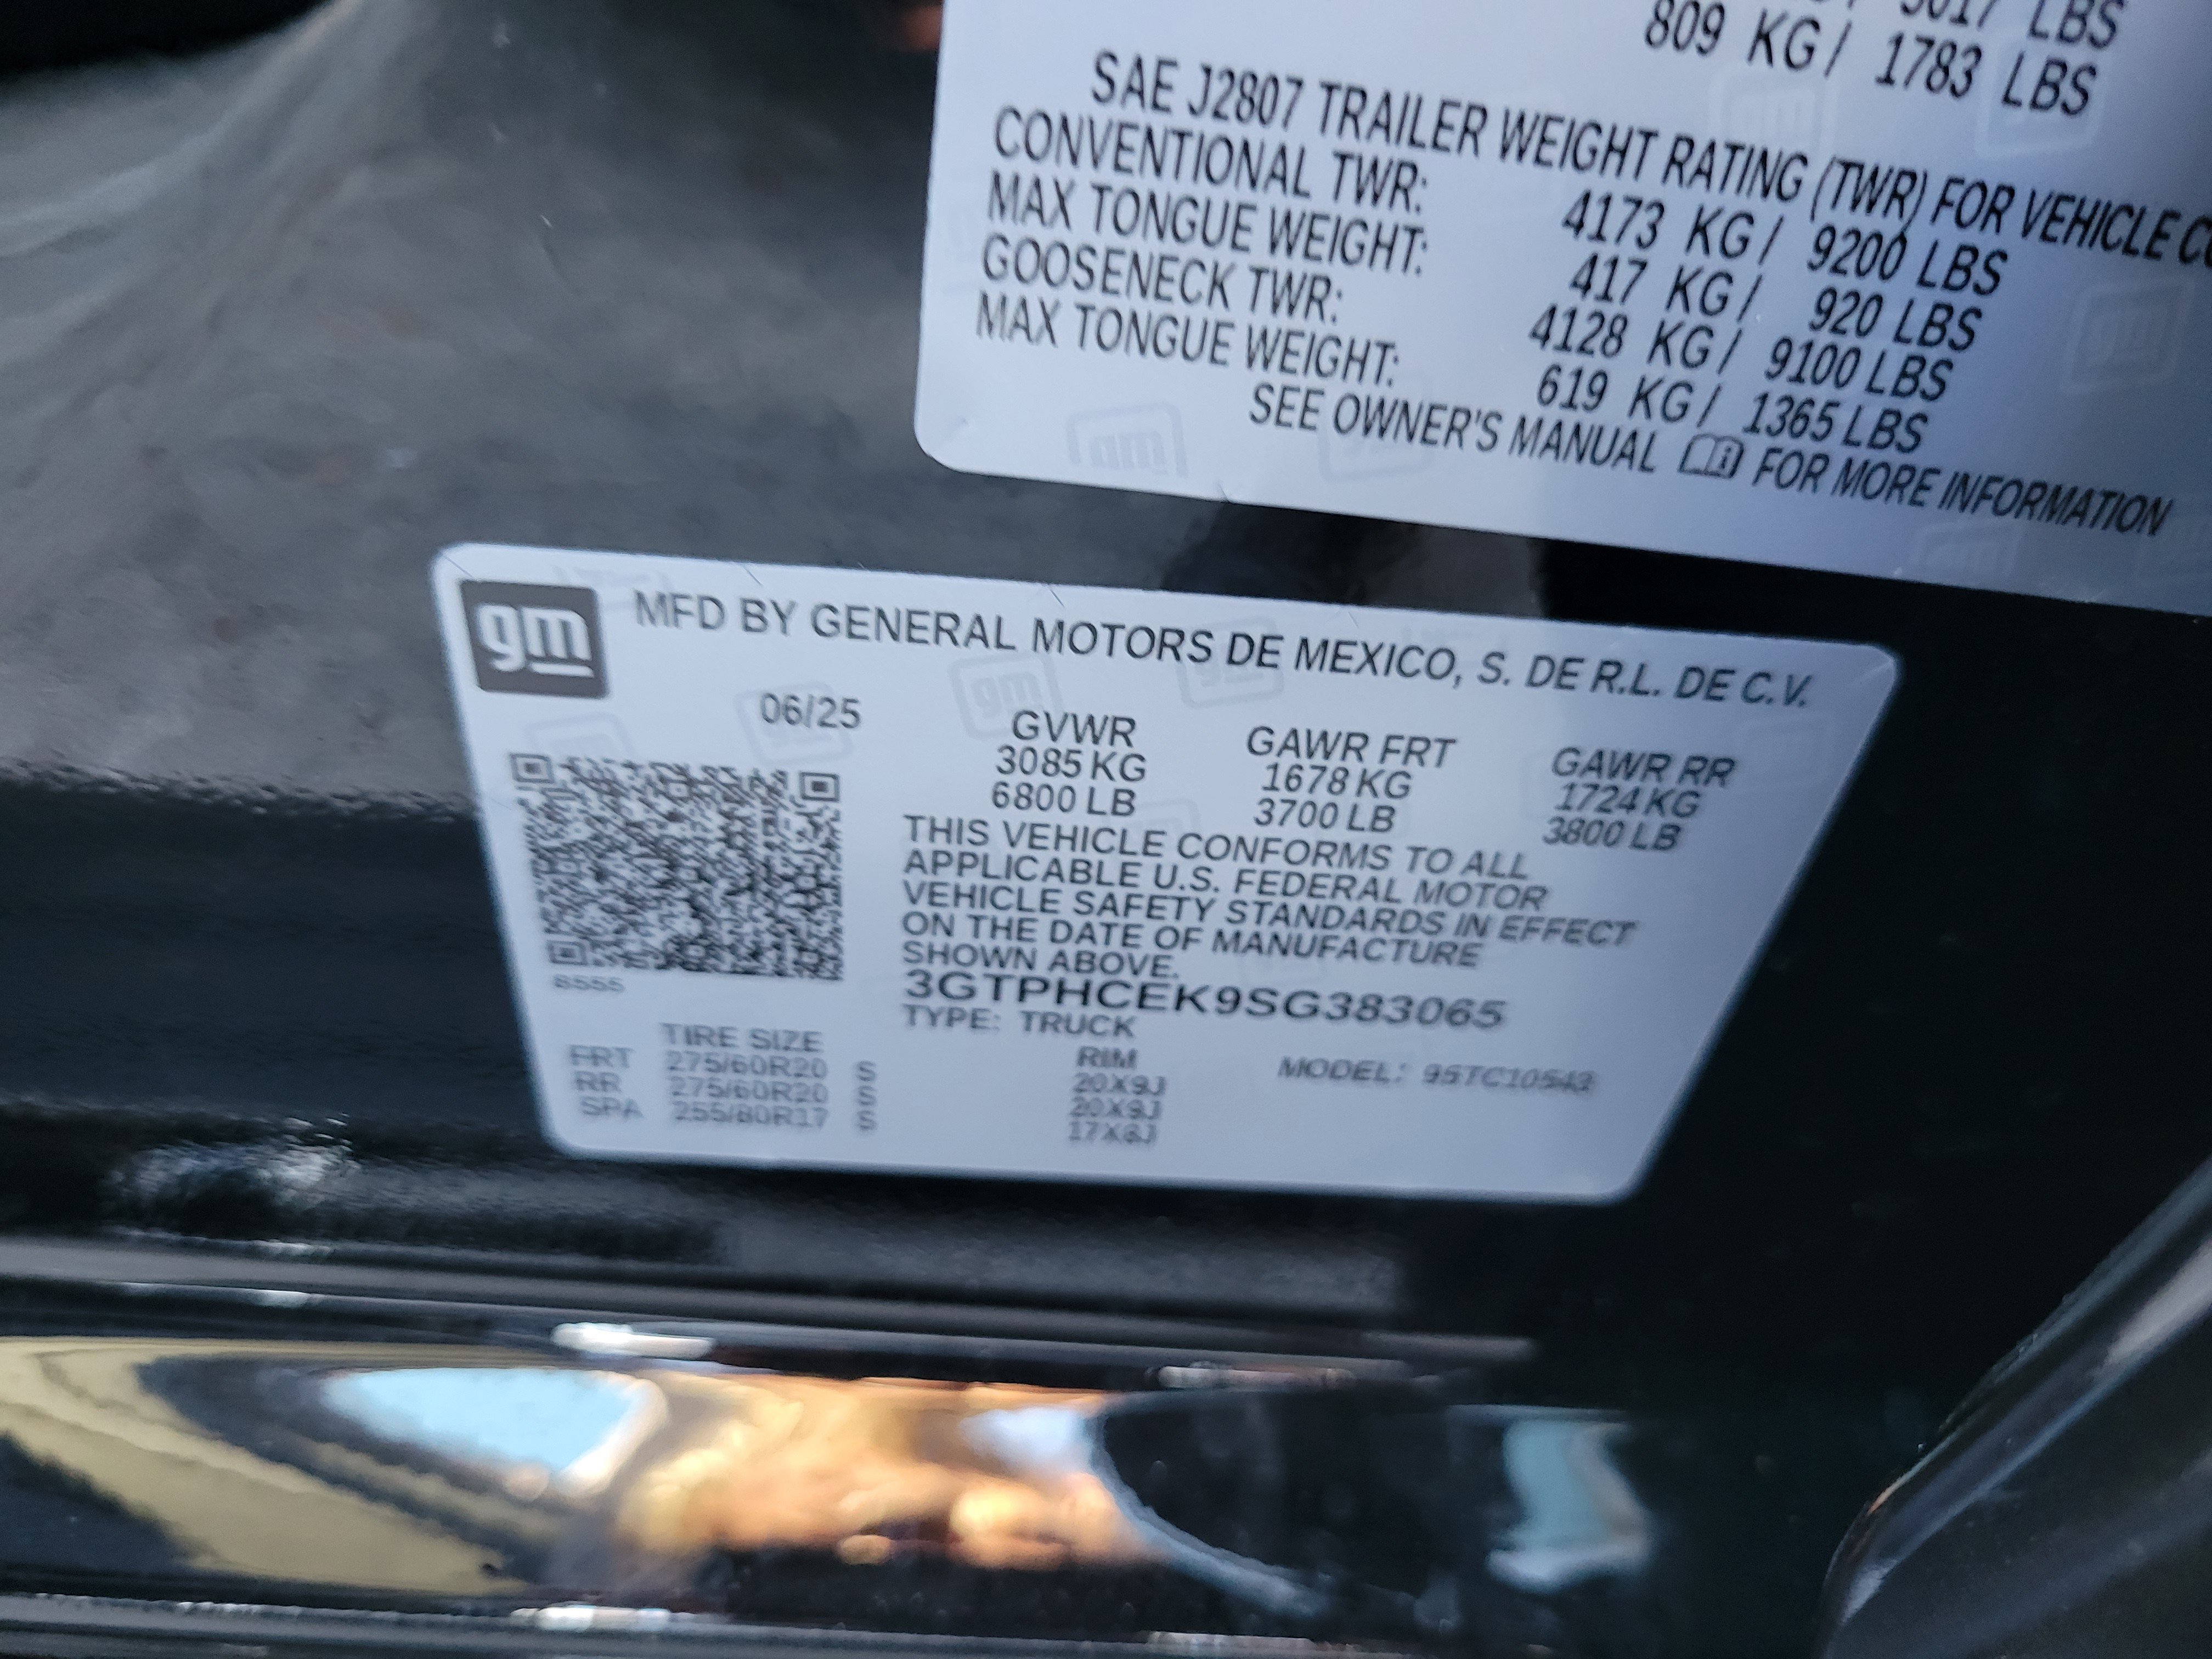 5017 LBS
809 KG / 1783 LBS
SAE J2807 TRAILER WEIGHT RATING (TWR) FOR VEHICLE
CONVENTIONAL TWR: 4173 KG / 9200 LBS
MAX TONGUE WEIGHT: 417 KG / 920 LBS
GOOSENECK TWR: 4128 KG / 9100 LBS
MAX TONGUE WEIGHT: 619 KG / 1365 LBS
SEE OWNER'S MANUAL FOR MORE INFORMATION
gm
MFD BY GENERAL MOTORS DE MEXICO, S. DE R.L. DE C.V.
06/25
GVWR GAWR FRT GAWR RR
3085 KG 1678 KG 1724 KG
6800 LB 3700 LB 3800 LB
THIS VEHICLE CONFORMS TO ALL
APPLICABLE U.S. FEDERAL MOTOR
VEHICLE SAFETY STANDARDS IN EFFECT
ON THE DATE OF MANUFACTURE
SHOWN ABOVE.
3GTPHCEK9SG383065
TYPE: TRUCK
TIRE SIZE RIM MODEL:
FRT 275/60R20 S 20X9J
RR 275/60R20 S 20X9J
SPA 255/80R17 S 17X8J